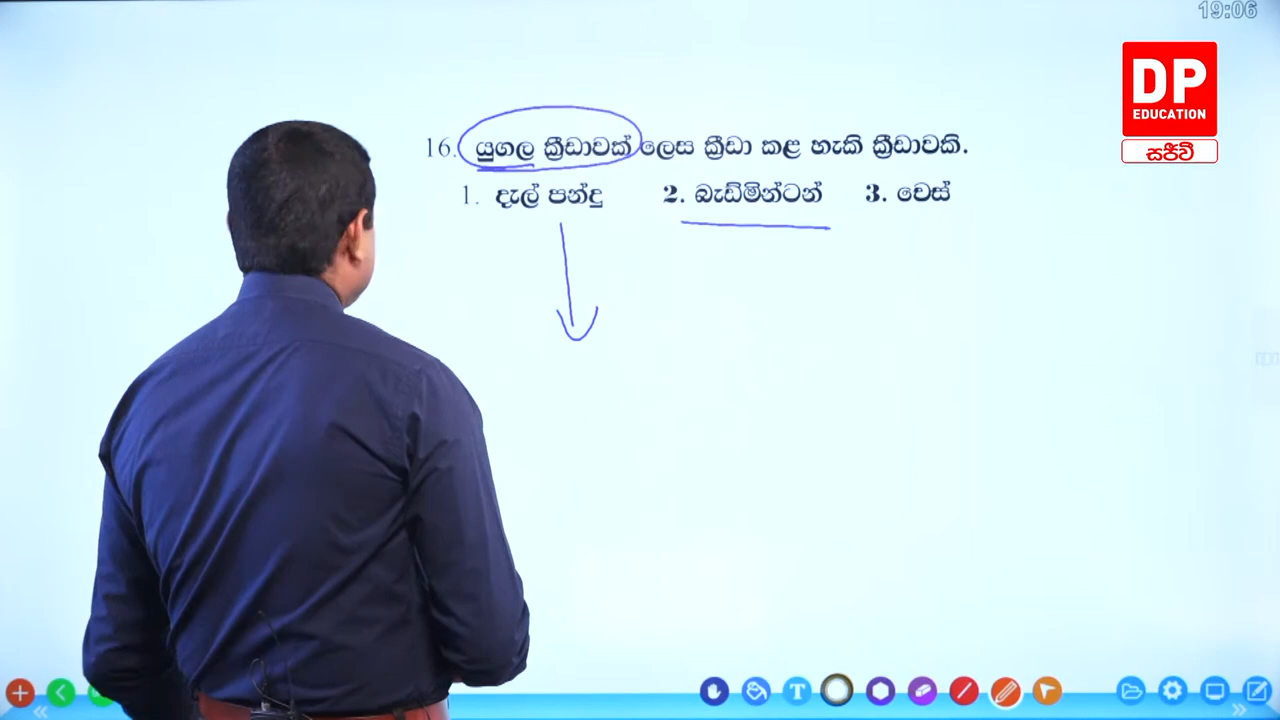 19:06
DP
EDUCATION
සජීවී
16. යුගල ක්‍රීඩාවක් ලෙස ක්‍රීඩා කළ හැකි ක්‍රීඩාවකි.
1. දැල් පන්දු 2. බැඩ්මින්ටන් 3. චෙස්